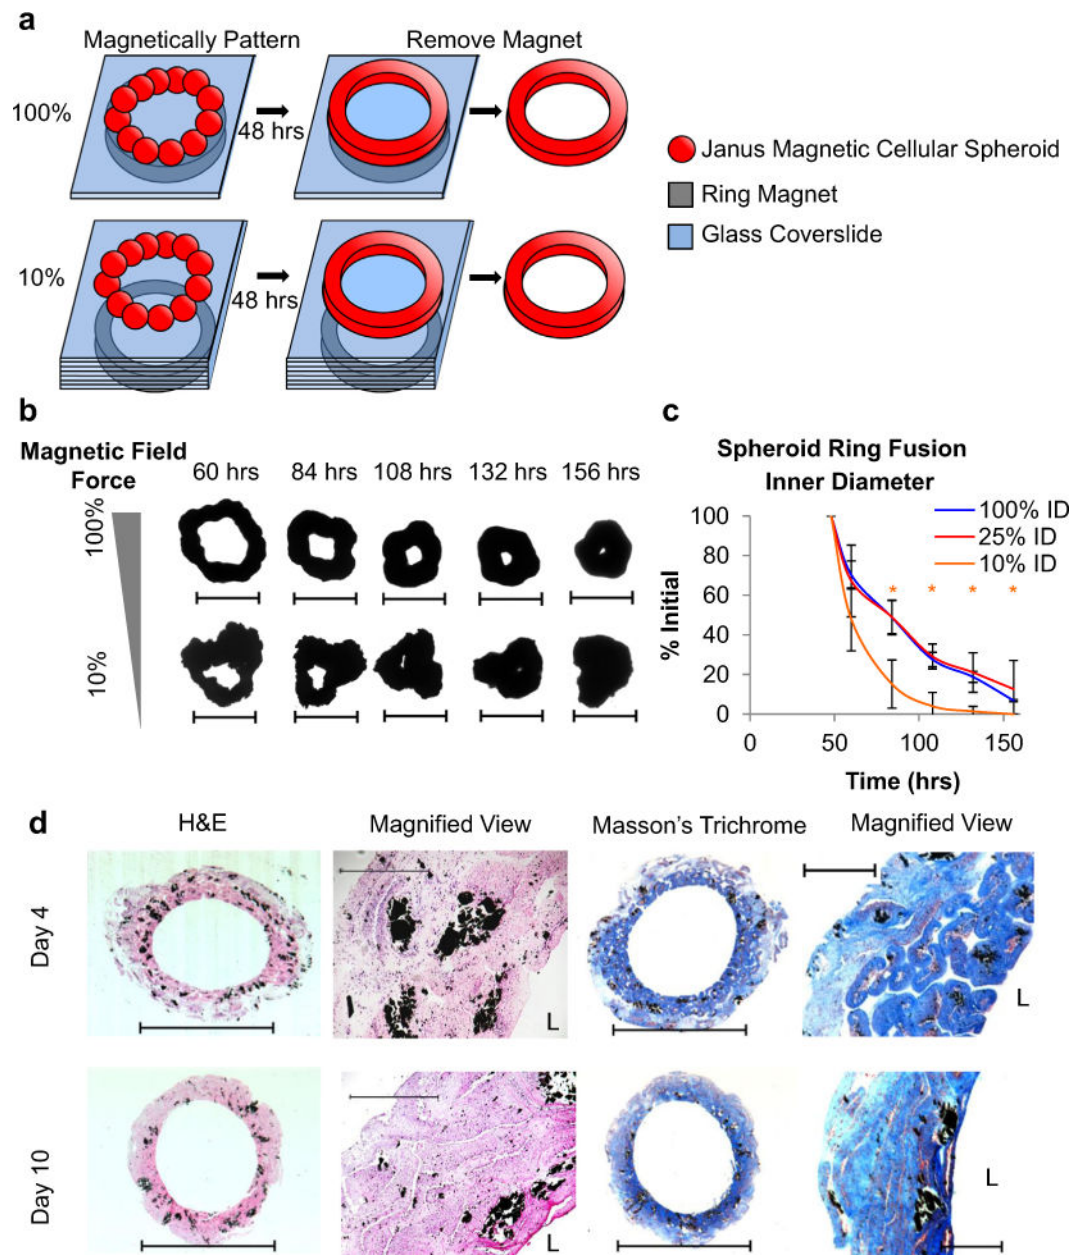 a
Magnetically Pattern
Remove Magnet
100%
48 hrs
10%
48 hrs
Janus Magnetic Cellular Spheroid
Ring Magnet
Glass Coverslide
b
Magnetic Field
Force
60 hrs
84 hrs
108 hrs
132 hrs
156 hrs
100%
10%
c
Spheroid Ring Fusion
Inner Diameter
100% ID
25% ID
10% ID
% Initial
100
80
60
40
20
0
* * * *
0
50
100
150
Time (hrs)
d
H&E
Magnified View
Masson's Trichrome
Magnified View
Day 4
L
L
Day 10
L
L